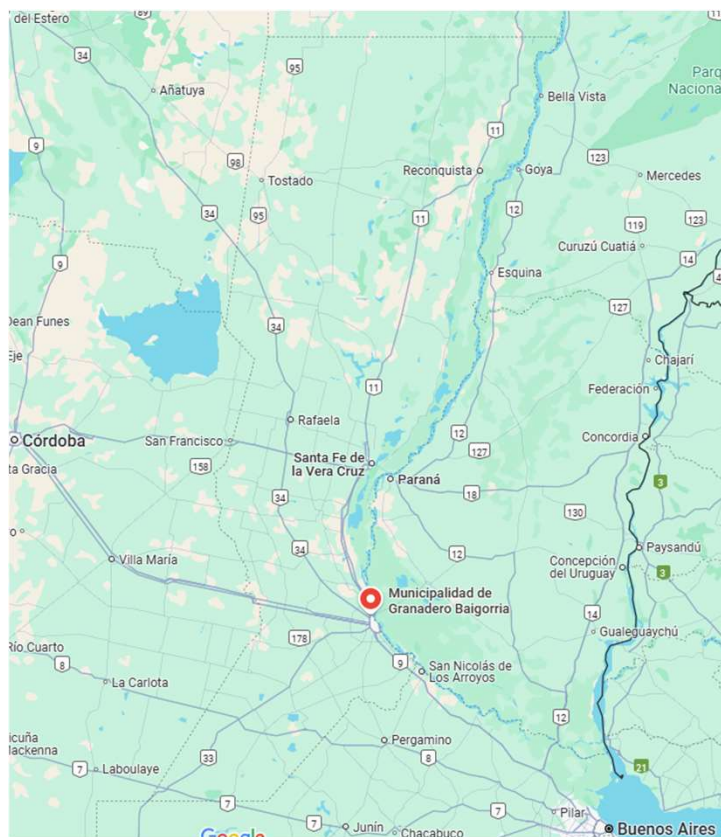 del Estero
34
95
Añatuya
11
Parq
Naciona
Bella Vista
9
98
Tostado
Reconquista
Goya
123
Mercedes
34
95
11
12
119
123
Curuzú Cuatiá
14
4
9
Esquina
127
Dean Funes
34
Eje
Chajarí
11
Federación
Rafaela
Córdoba
San Francisco
12
Concordia
ta Gracia
158
Santa Fe de
la Vera Cruz
127
Paraná
3
34
18
130
o
34
12
Paysandú
Villa María
Concepción
del Uruguay
3
Municipalidad de
Granadero Baigorria
14
178
Gualeguaychú
Río Cuarto
9
San Nicolás de
Los Arroyos
8
La Carlota
12
icuña
Mackenna
33
Pergamino
8
7
Laboulaye
21
7
7
Pilar
Google
Junín
Chacabuco
Buenos Aires